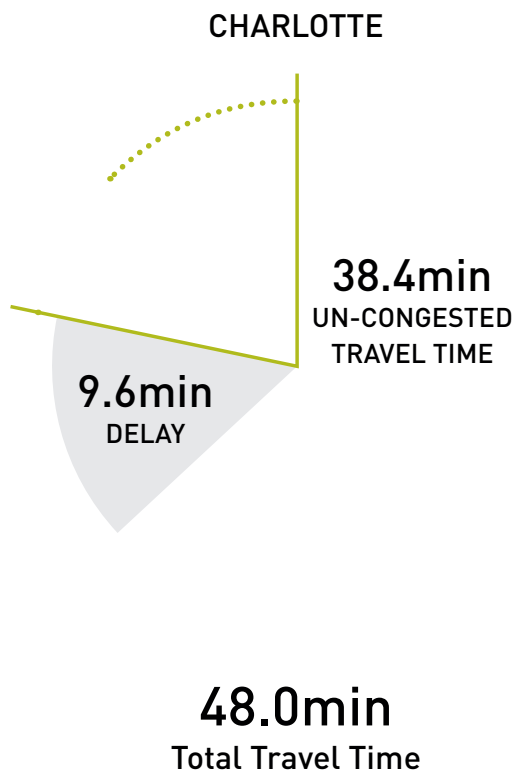 CHARLOTTE
38.4min
UN-CONGESTED
TRAVEL TIME
9.6min
DELAY
48.0min
Total Travel Time